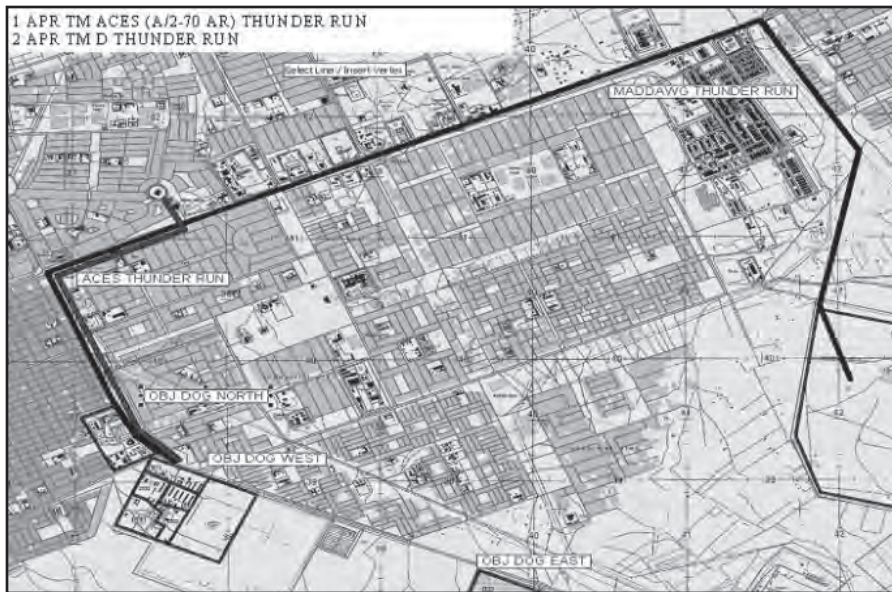 1 APR TM ACES (A/2-70 AR) THUNDER RUN
2 APR TM D THUNDER RUN
Select Line / Insert Vertex
MADDAWG THUNDER RUN
ACES THUNDER RUN
OBJ DOG NORTH
OBJ DOG WEST
OBJ DOG EAST